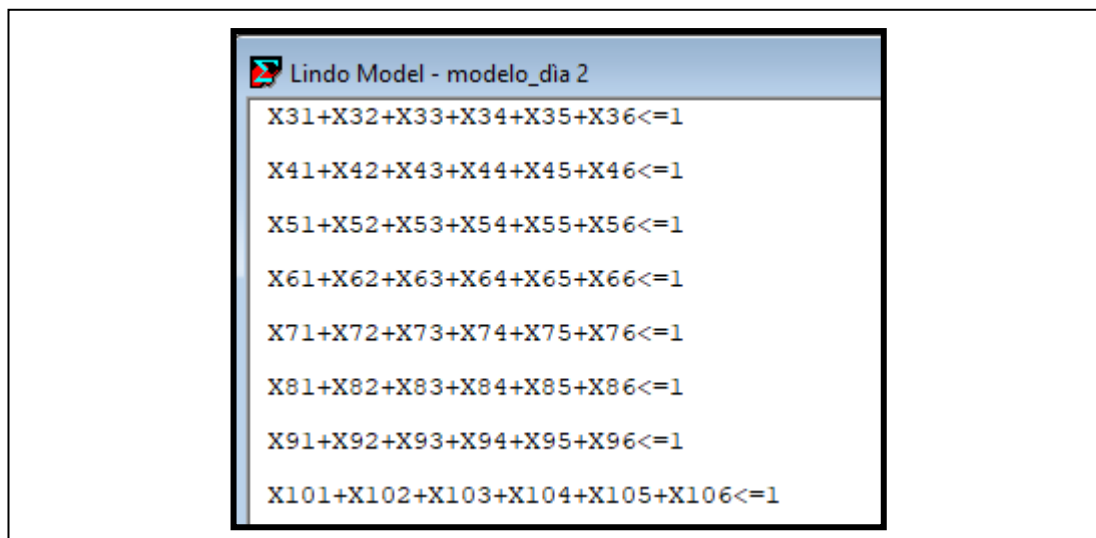 Lindo Model - modelo_dìa 2
X31+X32+X33+X34+X35+X36<=1
X41+X42+X43+X44+X45+X46<=1
X51+X52+X53+X54+X55+X56<=1
X61+X62+X63+X64+X65+X66<=1
X71+X72+X73+X74+X75+X76<=1
X81+X82+X83+X84+X85+X86<=1
X91+X92+X93+X94+X95+X96<=1
X101+X102+X103+X104+X105+X106<=1